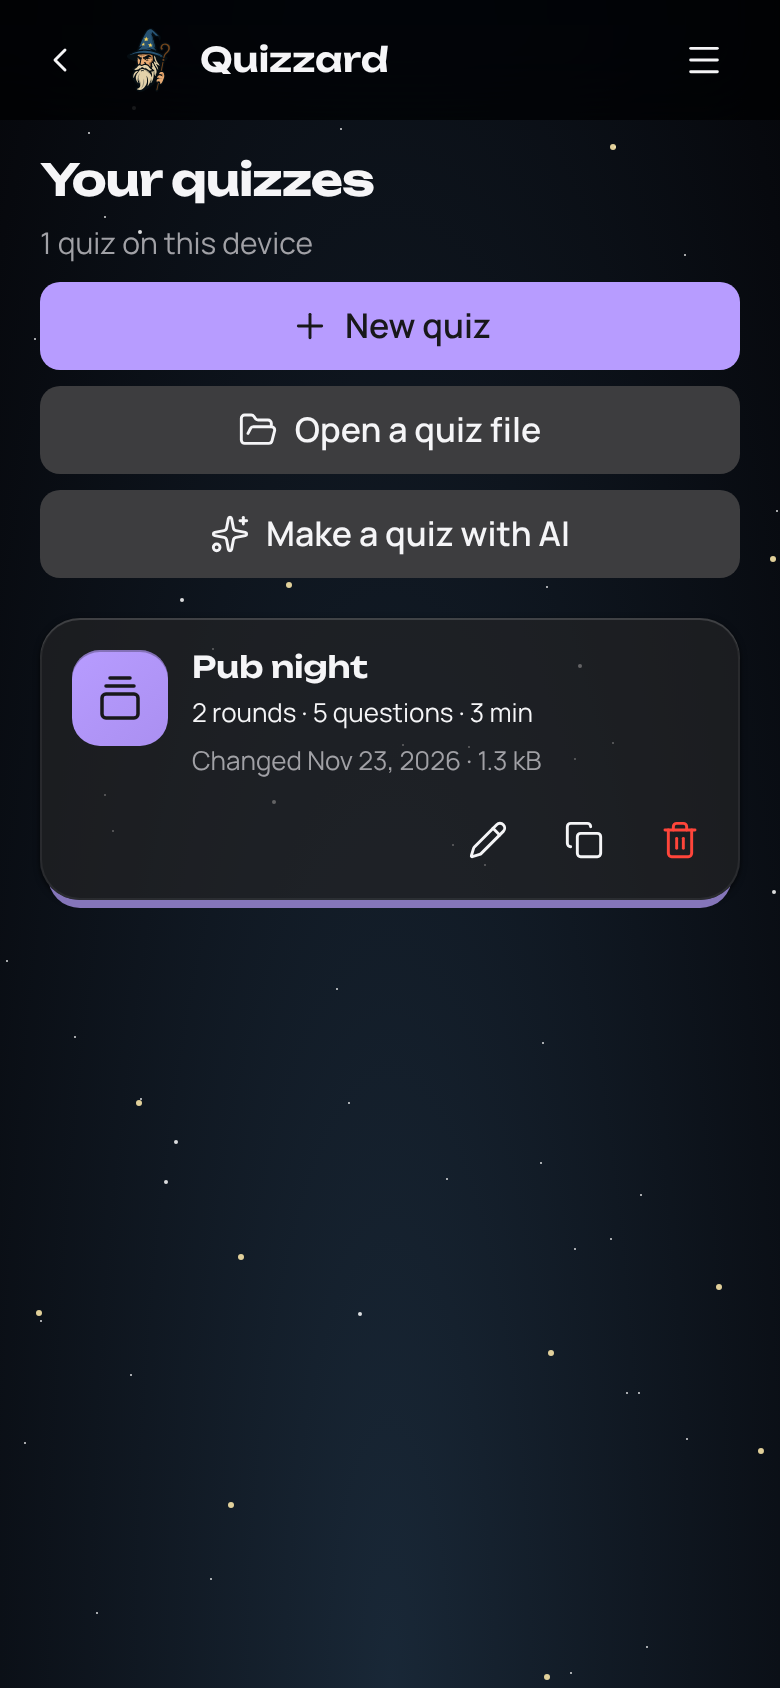 Quizzard
Your quizzes
1 quiz on this device
New quiz
Open a quiz file
Make a quiz with AI
Pub night
2 rounds · 5 questions · 3 min
Changed Nov 23, 2026 · 1.3 kB